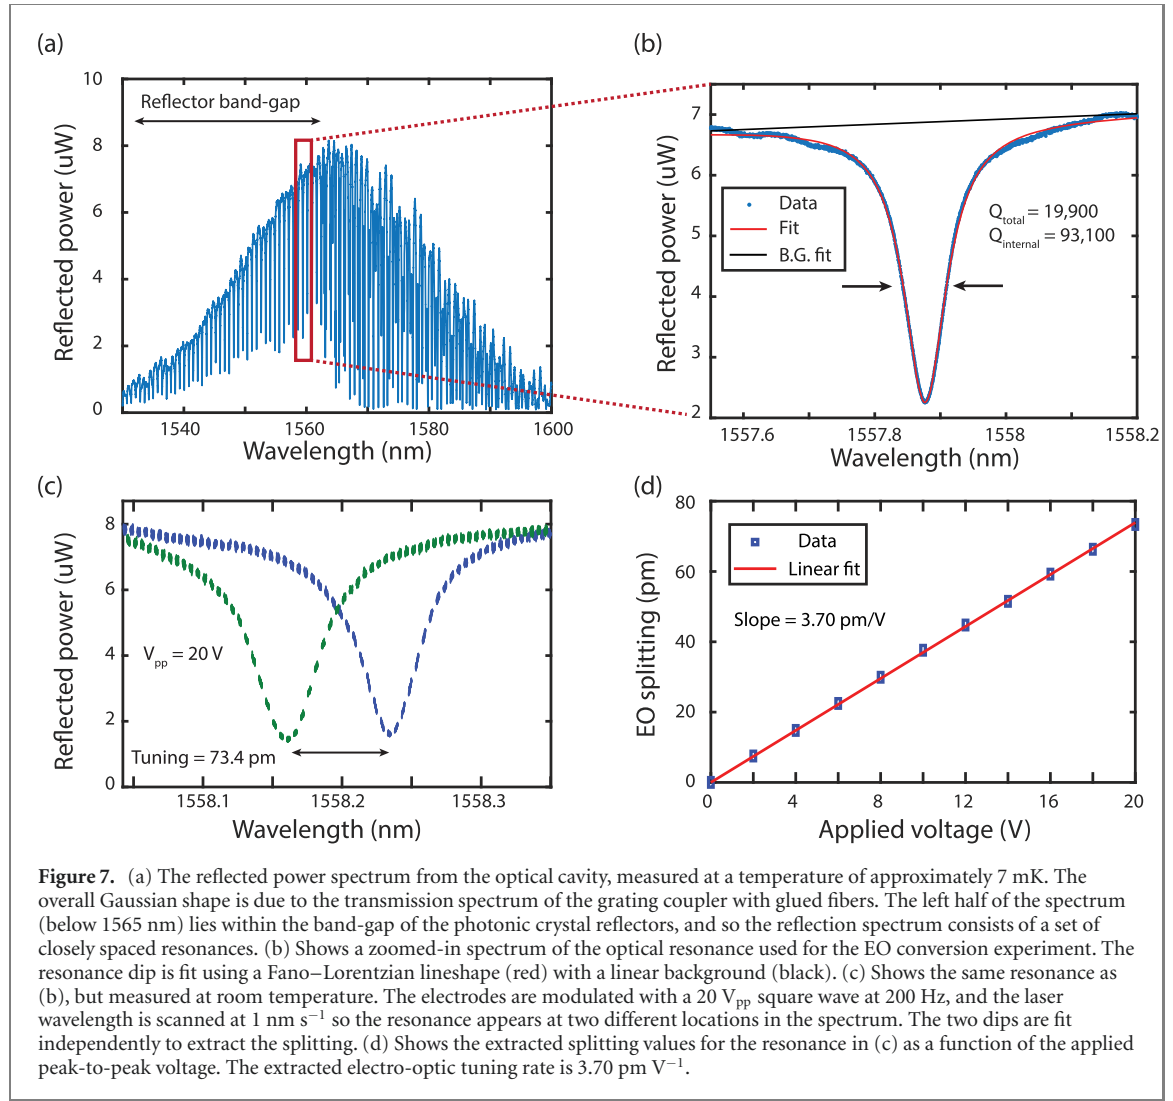 (a)
10
8
6
4
2
0
Reflected power (uW)
Reflector band-gap
1540
1560
1580
1600
Wavelength (nm)
(b)
7
6
5
4
3
2
Reflected power (uW)
Data
Fit
B.G. fit
Qtotal = 19,900
Qinternal = 93,100
1557.6
1557.8
1558
1558.2
Wavelength (nm)
(c)
8
6
4
2
0
Reflected power (uW)
Vpp = 20 V
Tuning = 73.4 pm
1558.1
1558.2
1558.3
Wavelength (nm)
(d)
80
60
40
20
0
EO splitting (pm)
Data
Linear fit
Slope = 3.70 pm/V
0
4
8
12
16
20
Applied voltage (V)
Figure 7. (a) The reflected power spectrum from the optical cavity, measured at a temperature of approximately 7 mK. The
overall Gaussian shape is due to the transmission spectrum of the grating coupler with glued fibers. The left half of the spectrum
(below 1565 nm) lies within the band-gap of the photonic crystal reflectors, and so the reflection spectrum consists of a set of
closely spaced resonances. (b) Shows a zoomed-in spectrum of the optical resonance used for the EO conversion experiment. The
resonance dip is fit using a Fano–Lorentzian lineshape (red) with a linear background (black). (c) Shows the same resonance as
(b), but measured at room temperature. The electrodes are modulated with a 20 Vpp square wave at 200 Hz, and the laser
wavelength is scanned at 1 nm s⁻¹ so the resonance appears at two different locations in the spectrum. The two dips are fit
independently to extract the splitting. (d) Shows the extracted splitting values for the resonance in (c) as a function of the applied
peak-to-peak voltage. The extracted electro-optic tuning rate is 3.70 pm V⁻¹.